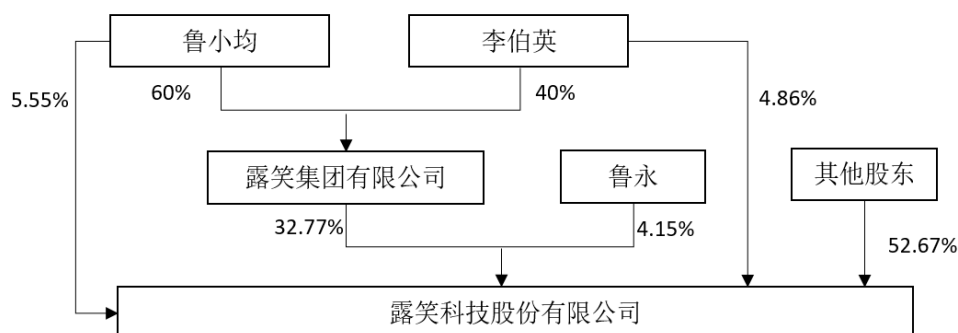 鲁小均
李伯英
5.55%
60%
40%
4.86%
露笑集团有限公司
鲁永
其他股东
32.77%
4.15%
52.67%
露笑科技股份有限公司